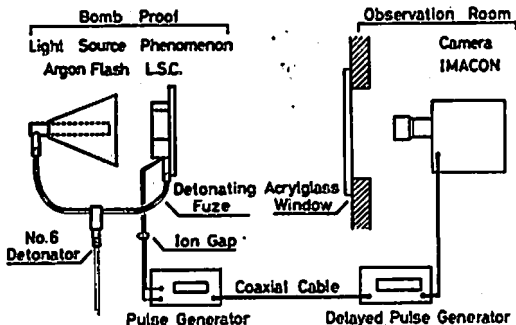 Bomb Proof
Observation Room
Light Source Phenomenon
Argon Flash L.S.C.
Camera
IMACON
Detonating
Fuze
Acrylglass
Window
No.6
Detonator
Ion Gap
Coaxial Cable
Pulse Generator
Delayed Pulse Generator